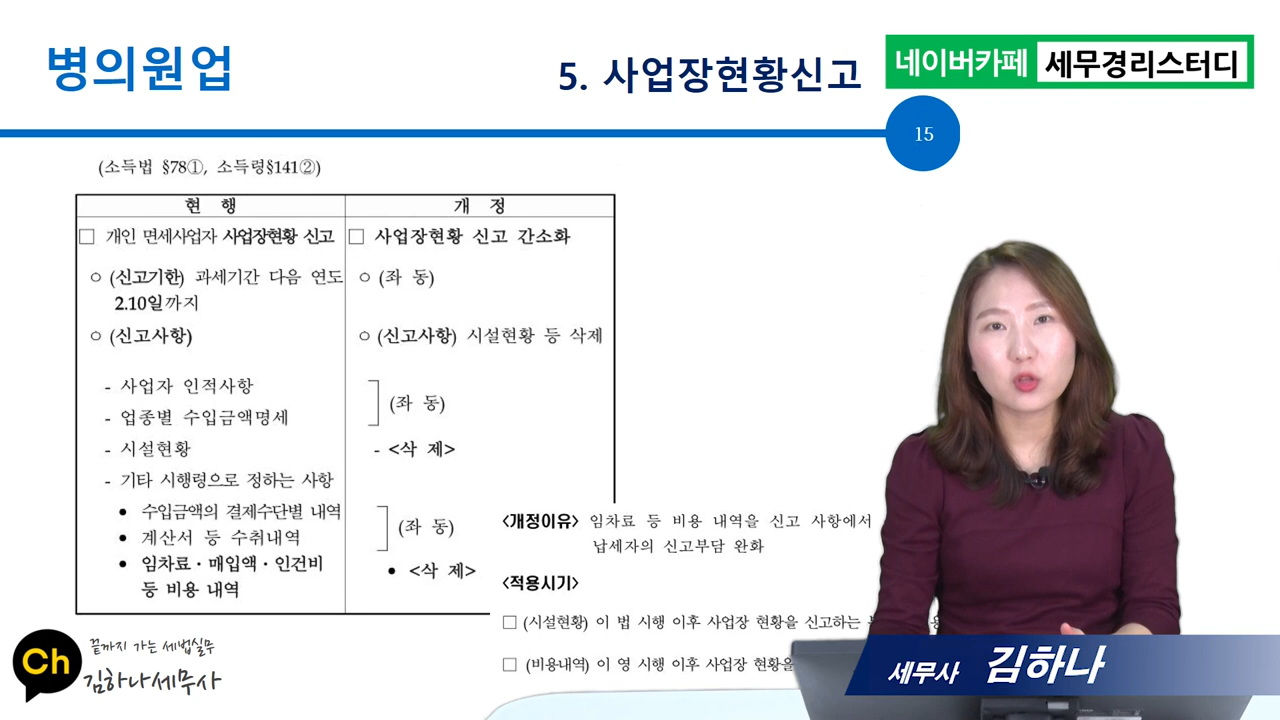 병의원업
5. 사업장현황신고
네이버카페 세무경리스터디
15
(소득법 §78①, 소득령§141②)
현 행
개 정
□ 개인 면세사업자 사업장현황 신고
□ 사업장현황 신고 간소화
○ (신고기한) 과세기간 다음 연도
2.10일까지
○ (좌 동)
○ (신고사항)
○ (신고사항) 시설현황 등 삭제
- 사업자 인적사항
- 업종별 수입금액명세
(좌 동)
- 시설현황
- <삭 제>
- 기타 시행령으로 정하는 사항
• 수입금액의 결제수단별 내역
• 계산서 등 수취내역
(좌 동)
• 임차료·매입액·인건비
등 비용 내역
• <삭 제>
<개정이유> 임차료 등 비용 내역을 신고 사항에서
납세자의 신고부담 완화
<적용시기>
□ (시설현황) 이 법 시행 이후 사업장 현황을 신고하는
□ (비용내역) 이 영 시행 이후 사업장 현황을
Ch
끝까지 가는 세법실무
김하나세무사
세무사 김하나